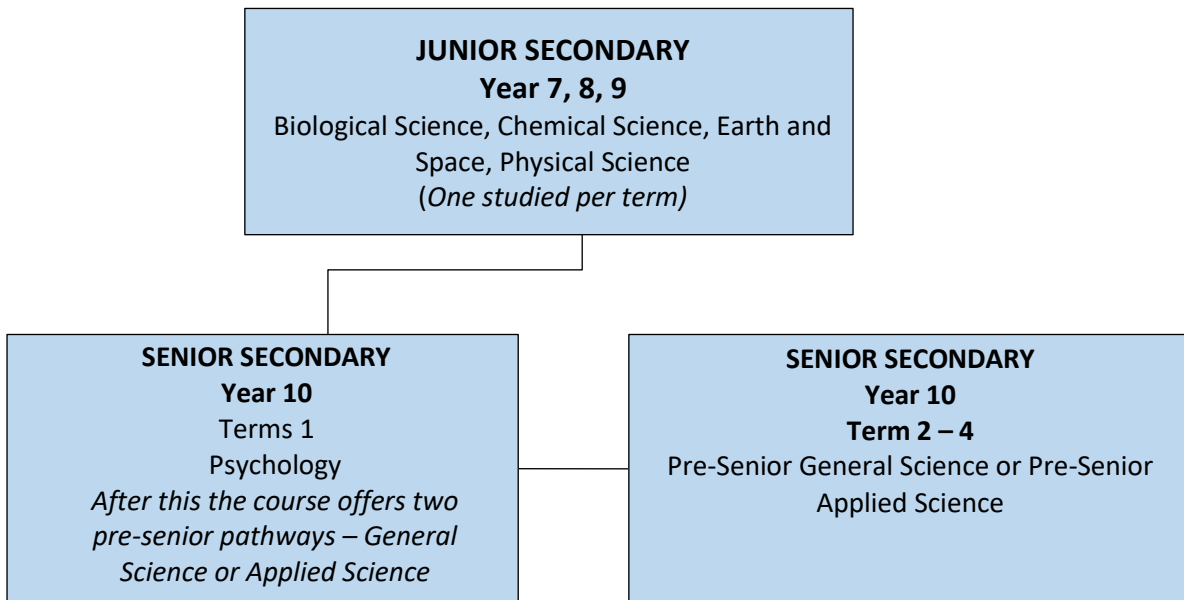 JUNIOR SECONDARY
Year 7, 8, 9
Biological Science, Chemical Science, Earth and
Space, Physical Science
(One studied per term)
SENIOR SECONDARY
Year 10
Terms 1
Psychology
After this the course offers two
pre-senior pathways – General
Science or Applied Science
SENIOR SECONDARY
Year 10
Term 2 – 4
Pre-Senior General Science or Pre-Senior
Applied Science